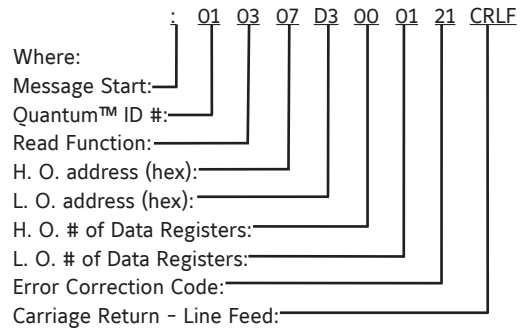 : 01 03 07 D3 00 01 21 CRLF
Where:
Message Start:
Quantum™ ID #:
Read Function:
H. O. address (hex):
L. O. address (hex):
H. O. # of Data Registers:
L. O. # of Data Registers:
Error Correction Code:
Carriage Return - Line Feed: